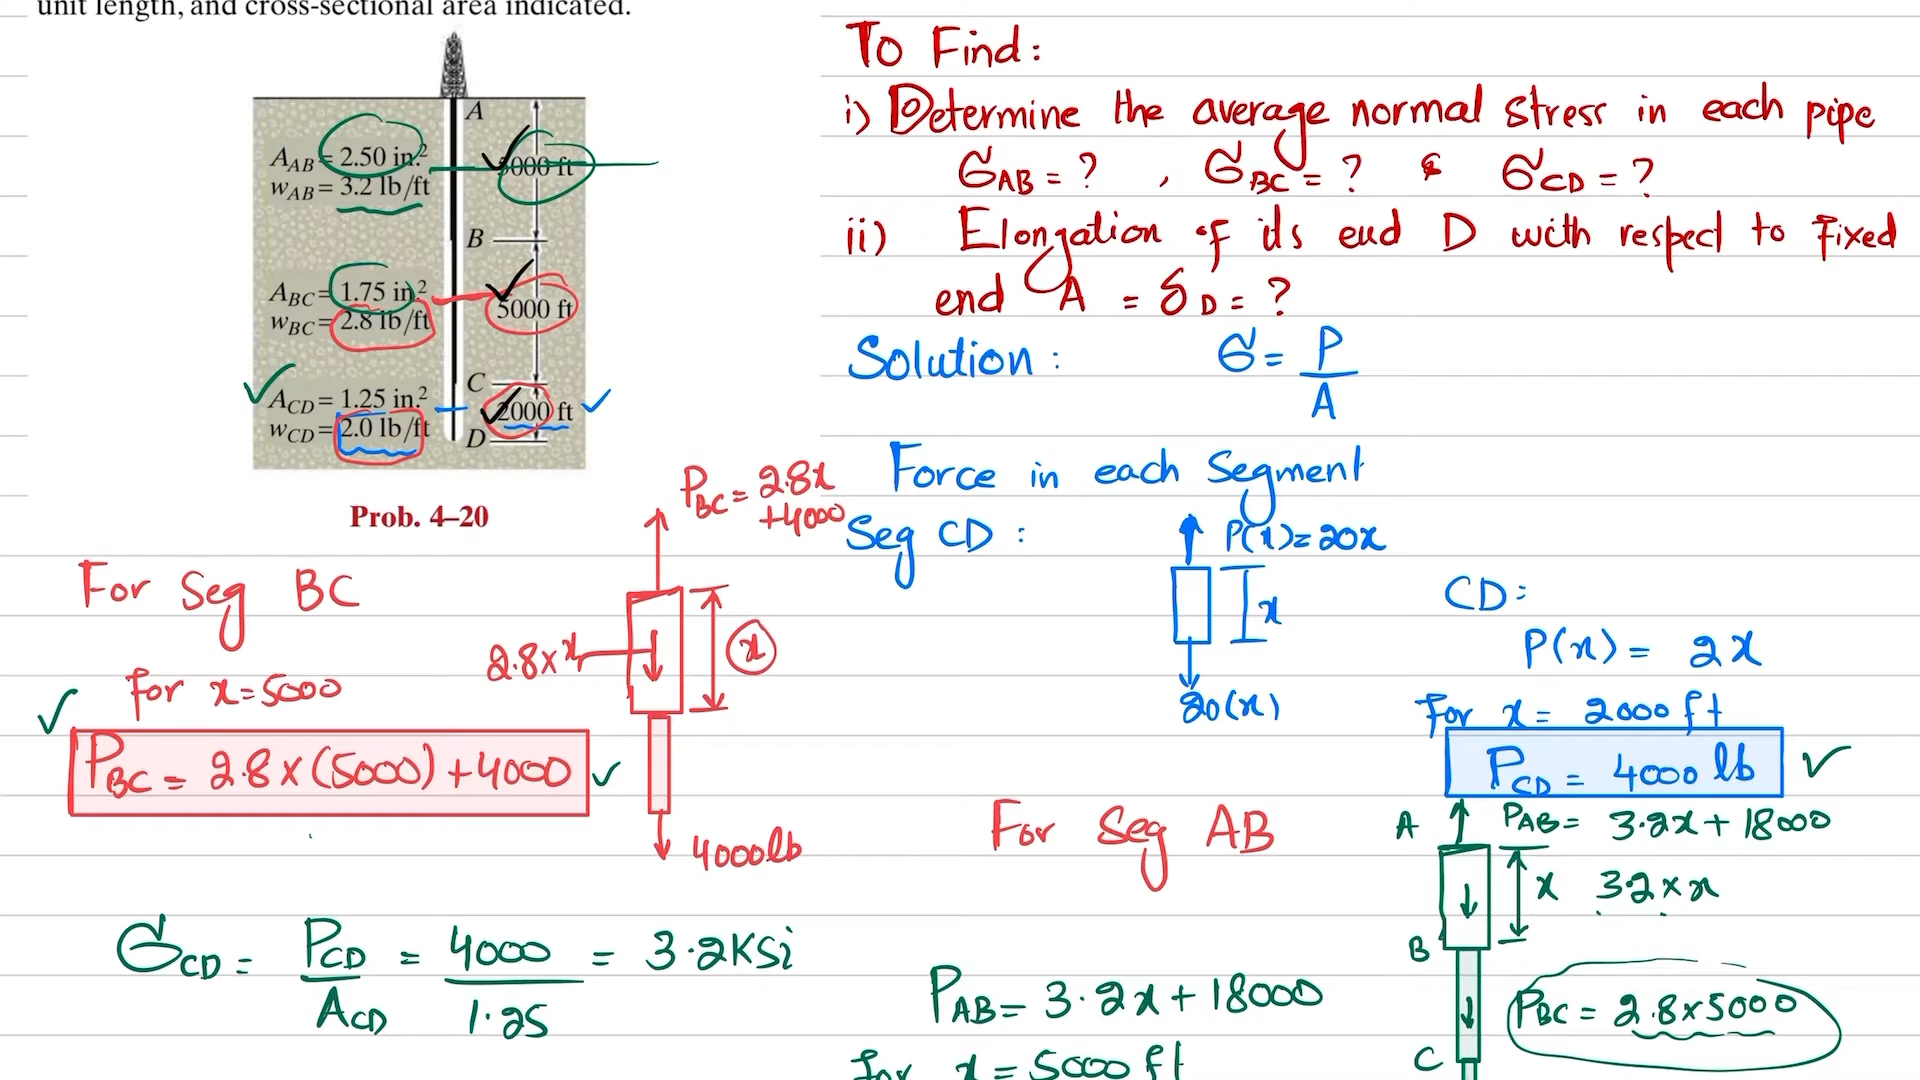 unit length, and cross-sectional area indicated.
A
A_AB = 2.50 in.²
w_AB = 3.2 lb/ft
5000 ft
B
A_BC = 1.75 in.²
w_BC = 2.8 lb/ft
5000 ft
C
A_CD = 1.25 in.²
w_CD = 2.0 lb/ft
2000 ft
D
Prob. 4–20
To Find:
i) Determine the average normal stress in each pipe
σ_AB = ? , σ_BC = ? & σ_CD = ?
ii) Elongation of its end D with respect to fixed
end A = δ_D = ?
Solution: σ = P/A
Force in each Segment
Seg CD:
P(x) = 20x
x
20(x)
CD:
P(x) = 2x
For x = 2000 ft
P_CD = 4000 lb
For Seg BC
P_BC = 2.8x
+4000
2.8×x
x
For x=5000
P_BC = 2.8×(5000)+4000
4000lb
For Seg AB
A
P_AB = 3.2x + 18000
x 32×x
B
P_BC = 2.8×5000
C
σ_CD = P_CD/A_CD = 4000/1.25 = 3.2Ksi
P_AB = 3.2x + 18000
for x = 5000 ft